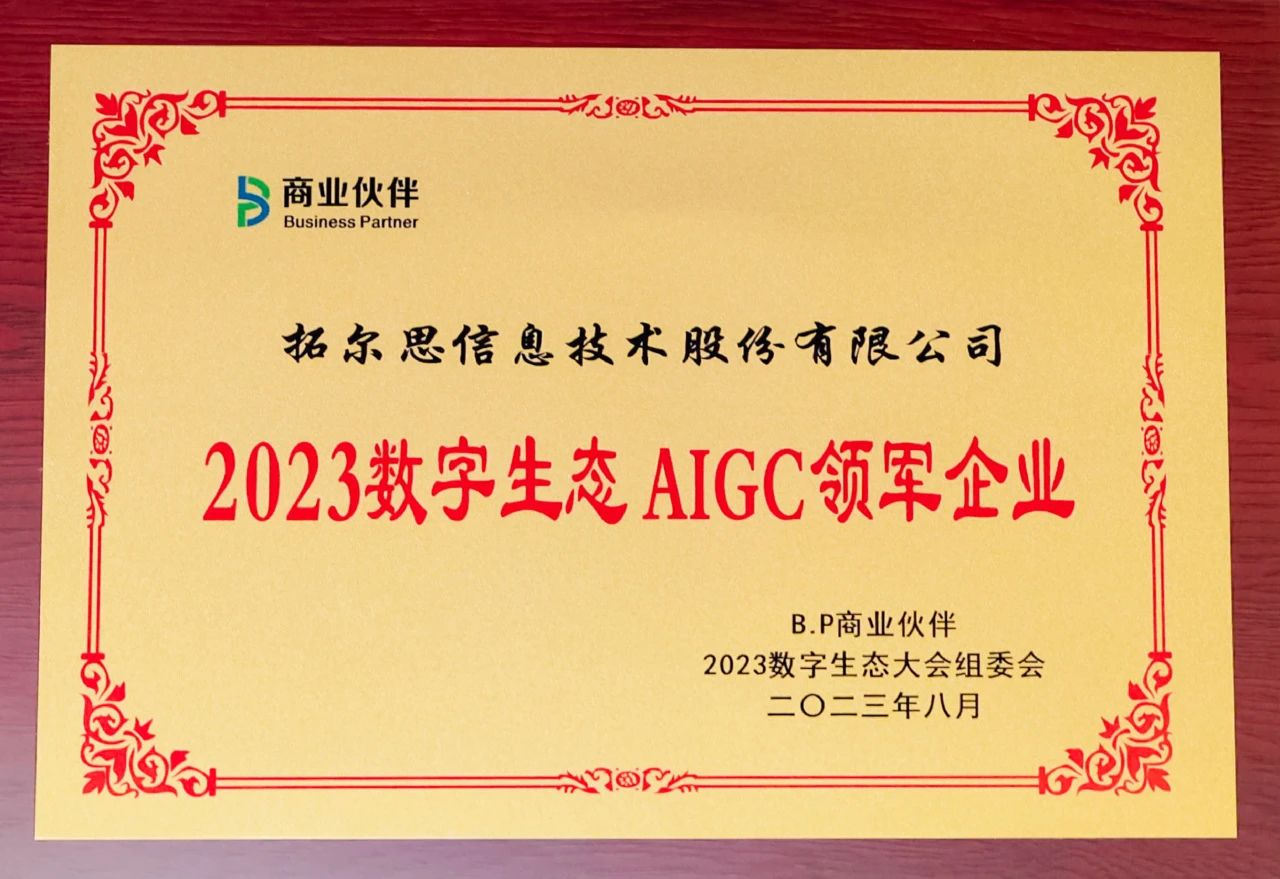 商业伙伴
Business Partner
拓尔思信息技术股份有限公司
2023数字生态AIGC领军企业
B.P商业伙伴
2023数字生态大会组委会
二〇二三年八月